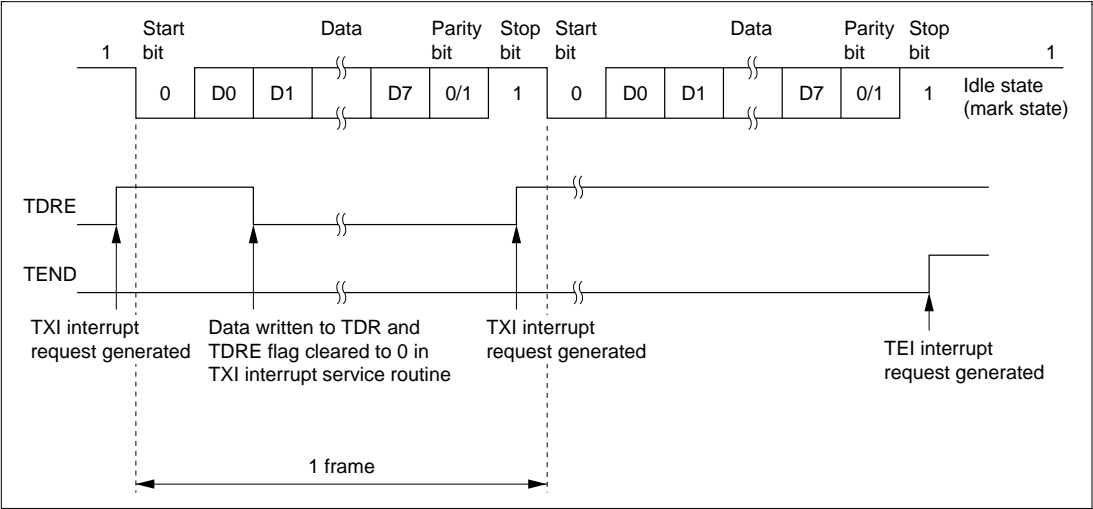 Start Data Parity Stop Start Data Parity Stop
1 bit bit bit bit bit bit 1
0 D0 D1 D7 0/1 1 0 D0 D1 D7 0/1 1 Idle state
(mark state)
TDRE
TEND
TXI interrupt Data written to TDR and TXI interrupt
request generated TDRE flag cleared to 0 in request generated
TXI interrupt service routine
TEI interrupt
request generated
1 frame